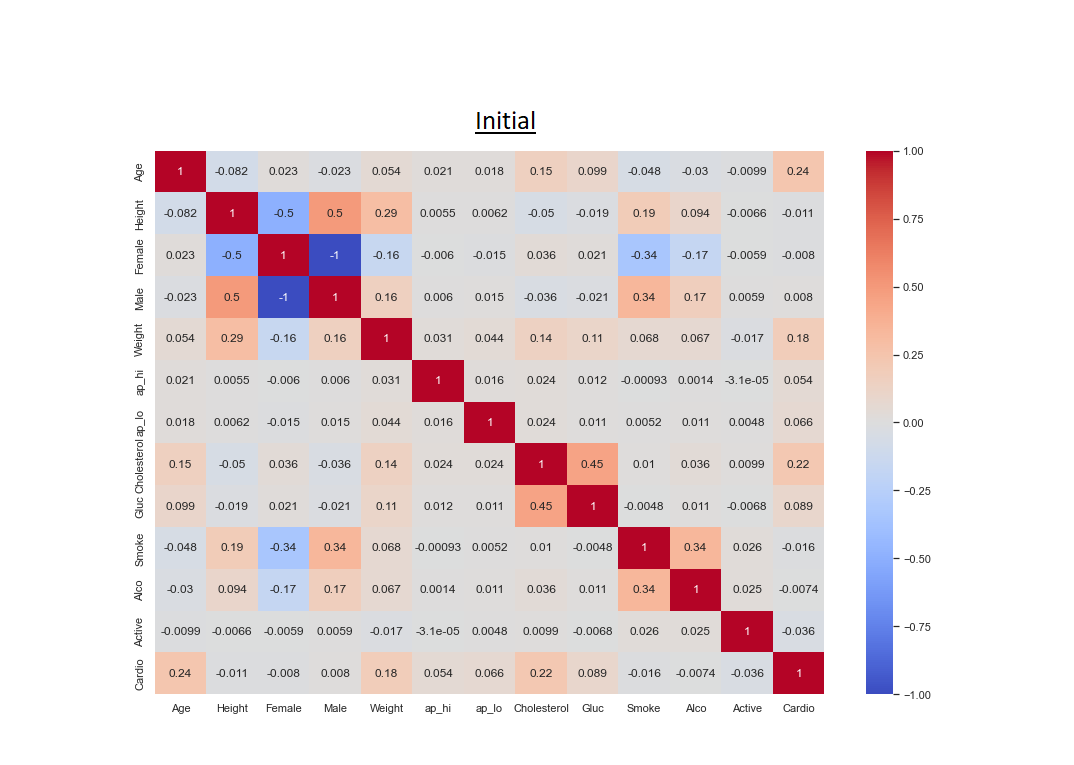 Initial
Age 1 -0.082 0.023 -0.023 0.054 0.021 0.018 0.15 0.099 -0.048 -0.03 -0.0099 0.24
Height -0.082 1 -0.5 0.5 0.29 0.0055 0.0062 -0.05 -0.019 0.19 0.094 -0.0066 -0.011
Female 0.023 -0.5 1 -1 -0.16 -0.006 -0.015 0.036 0.021 -0.34 -0.17 -0.0059 -0.008
Male -0.023 0.5 -1 1 0.16 0.006 0.015 -0.036 -0.021 0.34 0.17 0.0059 0.008
Weight 0.054 0.29 -0.16 0.16 1 0.031 0.044 0.14 0.11 0.068 0.067 -0.017 0.18
ap_hi 0.021 0.0055 -0.006 0.006 0.031 1 0.016 0.024 0.012 -0.00093 0.0014 -3.1e-05 0.054
ap_lo 0.018 0.0062 -0.015 0.015 0.044 0.016 1 0.024 0.011 0.0052 0.011 0.0048 0.066
Cholesterol 0.15 -0.05 0.036 -0.036 0.14 0.024 0.024 1 0.45 0.01 0.036 0.0099 0.22
Gluc 0.099 -0.019 0.021 -0.021 0.11 0.012 0.011 0.45 1 -0.0048 0.011 -0.0068 0.089
Smoke -0.048 0.19 -0.34 0.34 0.068 -0.00093 0.0052 0.01 -0.0048 1 0.34 0.026 -0.016
Alco -0.03 0.094 -0.17 0.17 0.067 0.0014 0.011 0.036 0.011 0.34 1 0.025 -0.0074
Active -0.0099 -0.0066 -0.0059 0.0059 -0.017 -3.1e-05 0.0048 0.0099 -0.0068 0.026 0.025 1 -0.036
Cardio 0.24 -0.011 -0.008 0.008 0.18 0.054 0.066 0.22 0.089 -0.016 -0.0074 -0.036 1
Age Height Female Male Weight ap_hi ap_lo Cholesterol Gluc Smoke Alco Active Cardio
1.00
0.75
0.50
0.25
0.00
−0.25
−0.50
−0.75
−1.00